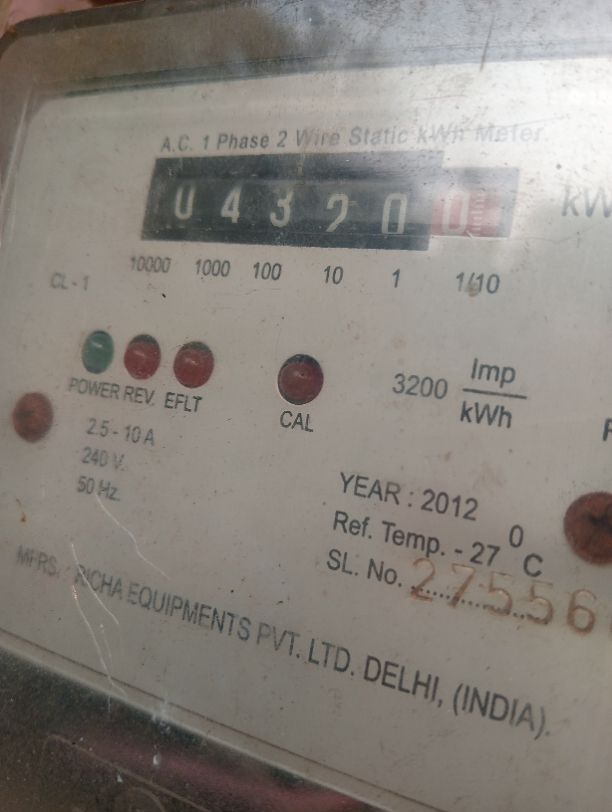 A.C. 1 Phase 2 Wire Static kWh Meter
0 4 3 2 0 0
kW
10000 1000 100 10 1 1/10
CL - 1
POWER REV. EFLT
CAL
3200 Imp
kWh
2.5 - 10 A
240 V.
50 Hz.
YEAR : 2012
Ref. Temp. - 27 0 C
SL. No. 27556
MFRS. : RICHA EQUIPMENTS PVT. LTD. DELHI, (INDIA).